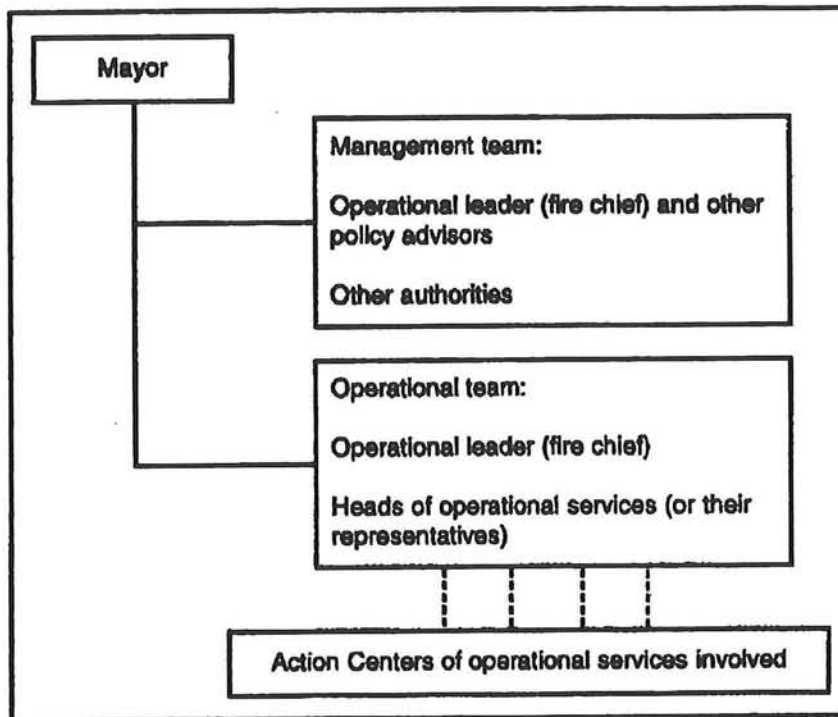 Mayor
Management team:
Operational leader (fire chief) and other
policy advisors
Other authorities
Operational team:
Operational leader (fire chief)
Heads of operational services (or their
representatives)
Action Centers of operational services involved